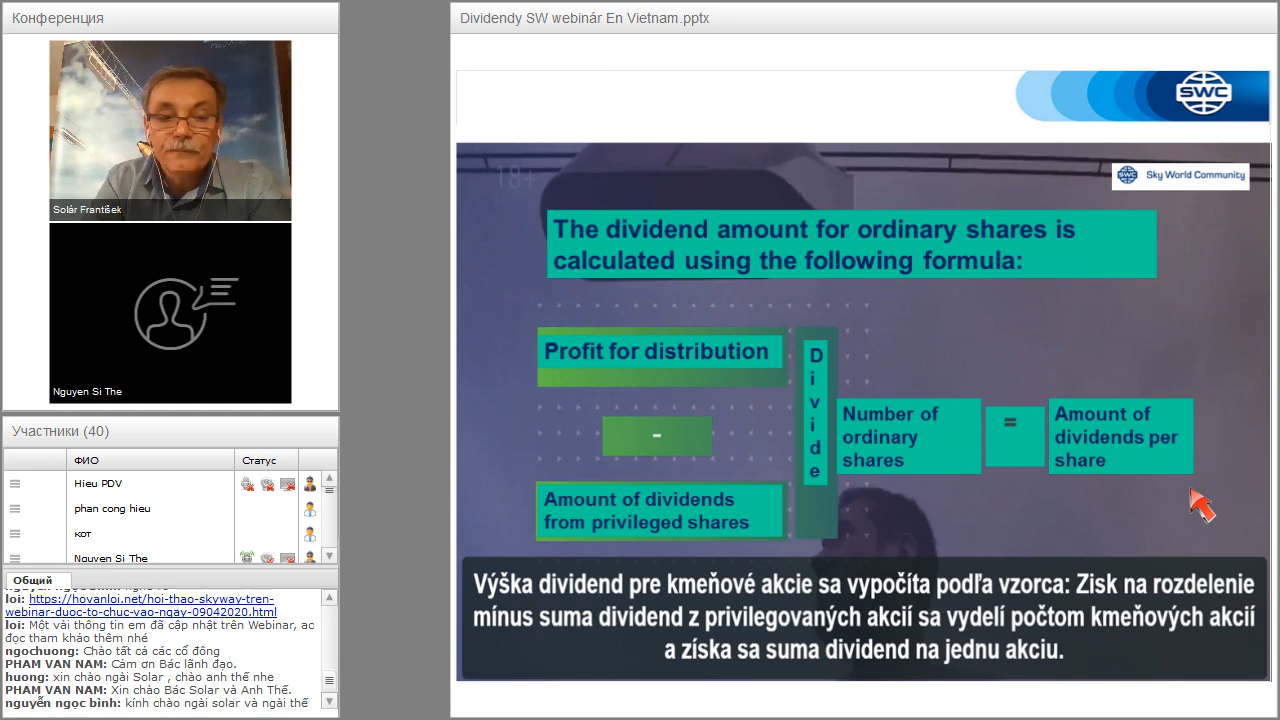 Конференция
Solár František
Nguyen Si The
Участники (40)
ФИО
Статус
Hieu PDV
phan cong hieu
кот
Nguyen Si The
Общий
loi: https://hovanloi.net/hoi-thao-skyway-tren-
webinar-duoc-to-chuc-vao-ngay-09042020.html
loi: Một vài thông tin em đã cập nhật trên Webinar, ac
đọc tham khảo thêm nhé
ngochuong: Chào tất cả các cổ đông
PHAM VAN NAM: Cảm ơn Bác lãnh đạo.
huong: xin chào ngài Solar , chào anh thế nhe
PHAM VAN NAM: Xin chào Bác Solar và Anh Thế.
nguyễn ngọc bình: kính chào ngài solar và ngài thế
Dividendy SW webinár En Vietnam.pptx
SWC
18+
SWC Sky World Community
The dividend amount for ordinary shares is
calculated using the following formula:
Profit for distribution
-
Amount of dividends
from privileged shares
Divide
Number of
ordinary
shares
=
Amount of
dividends per
share
Výška dividend pre kmeňové akcie sa vypočíta podľa vzorca: Zisk na rozdelenie
mínus suma dividend z privilegovaných akcií sa vydelí počtom kmeňových akcií
a získa sa suma dividend na jednu akciu.